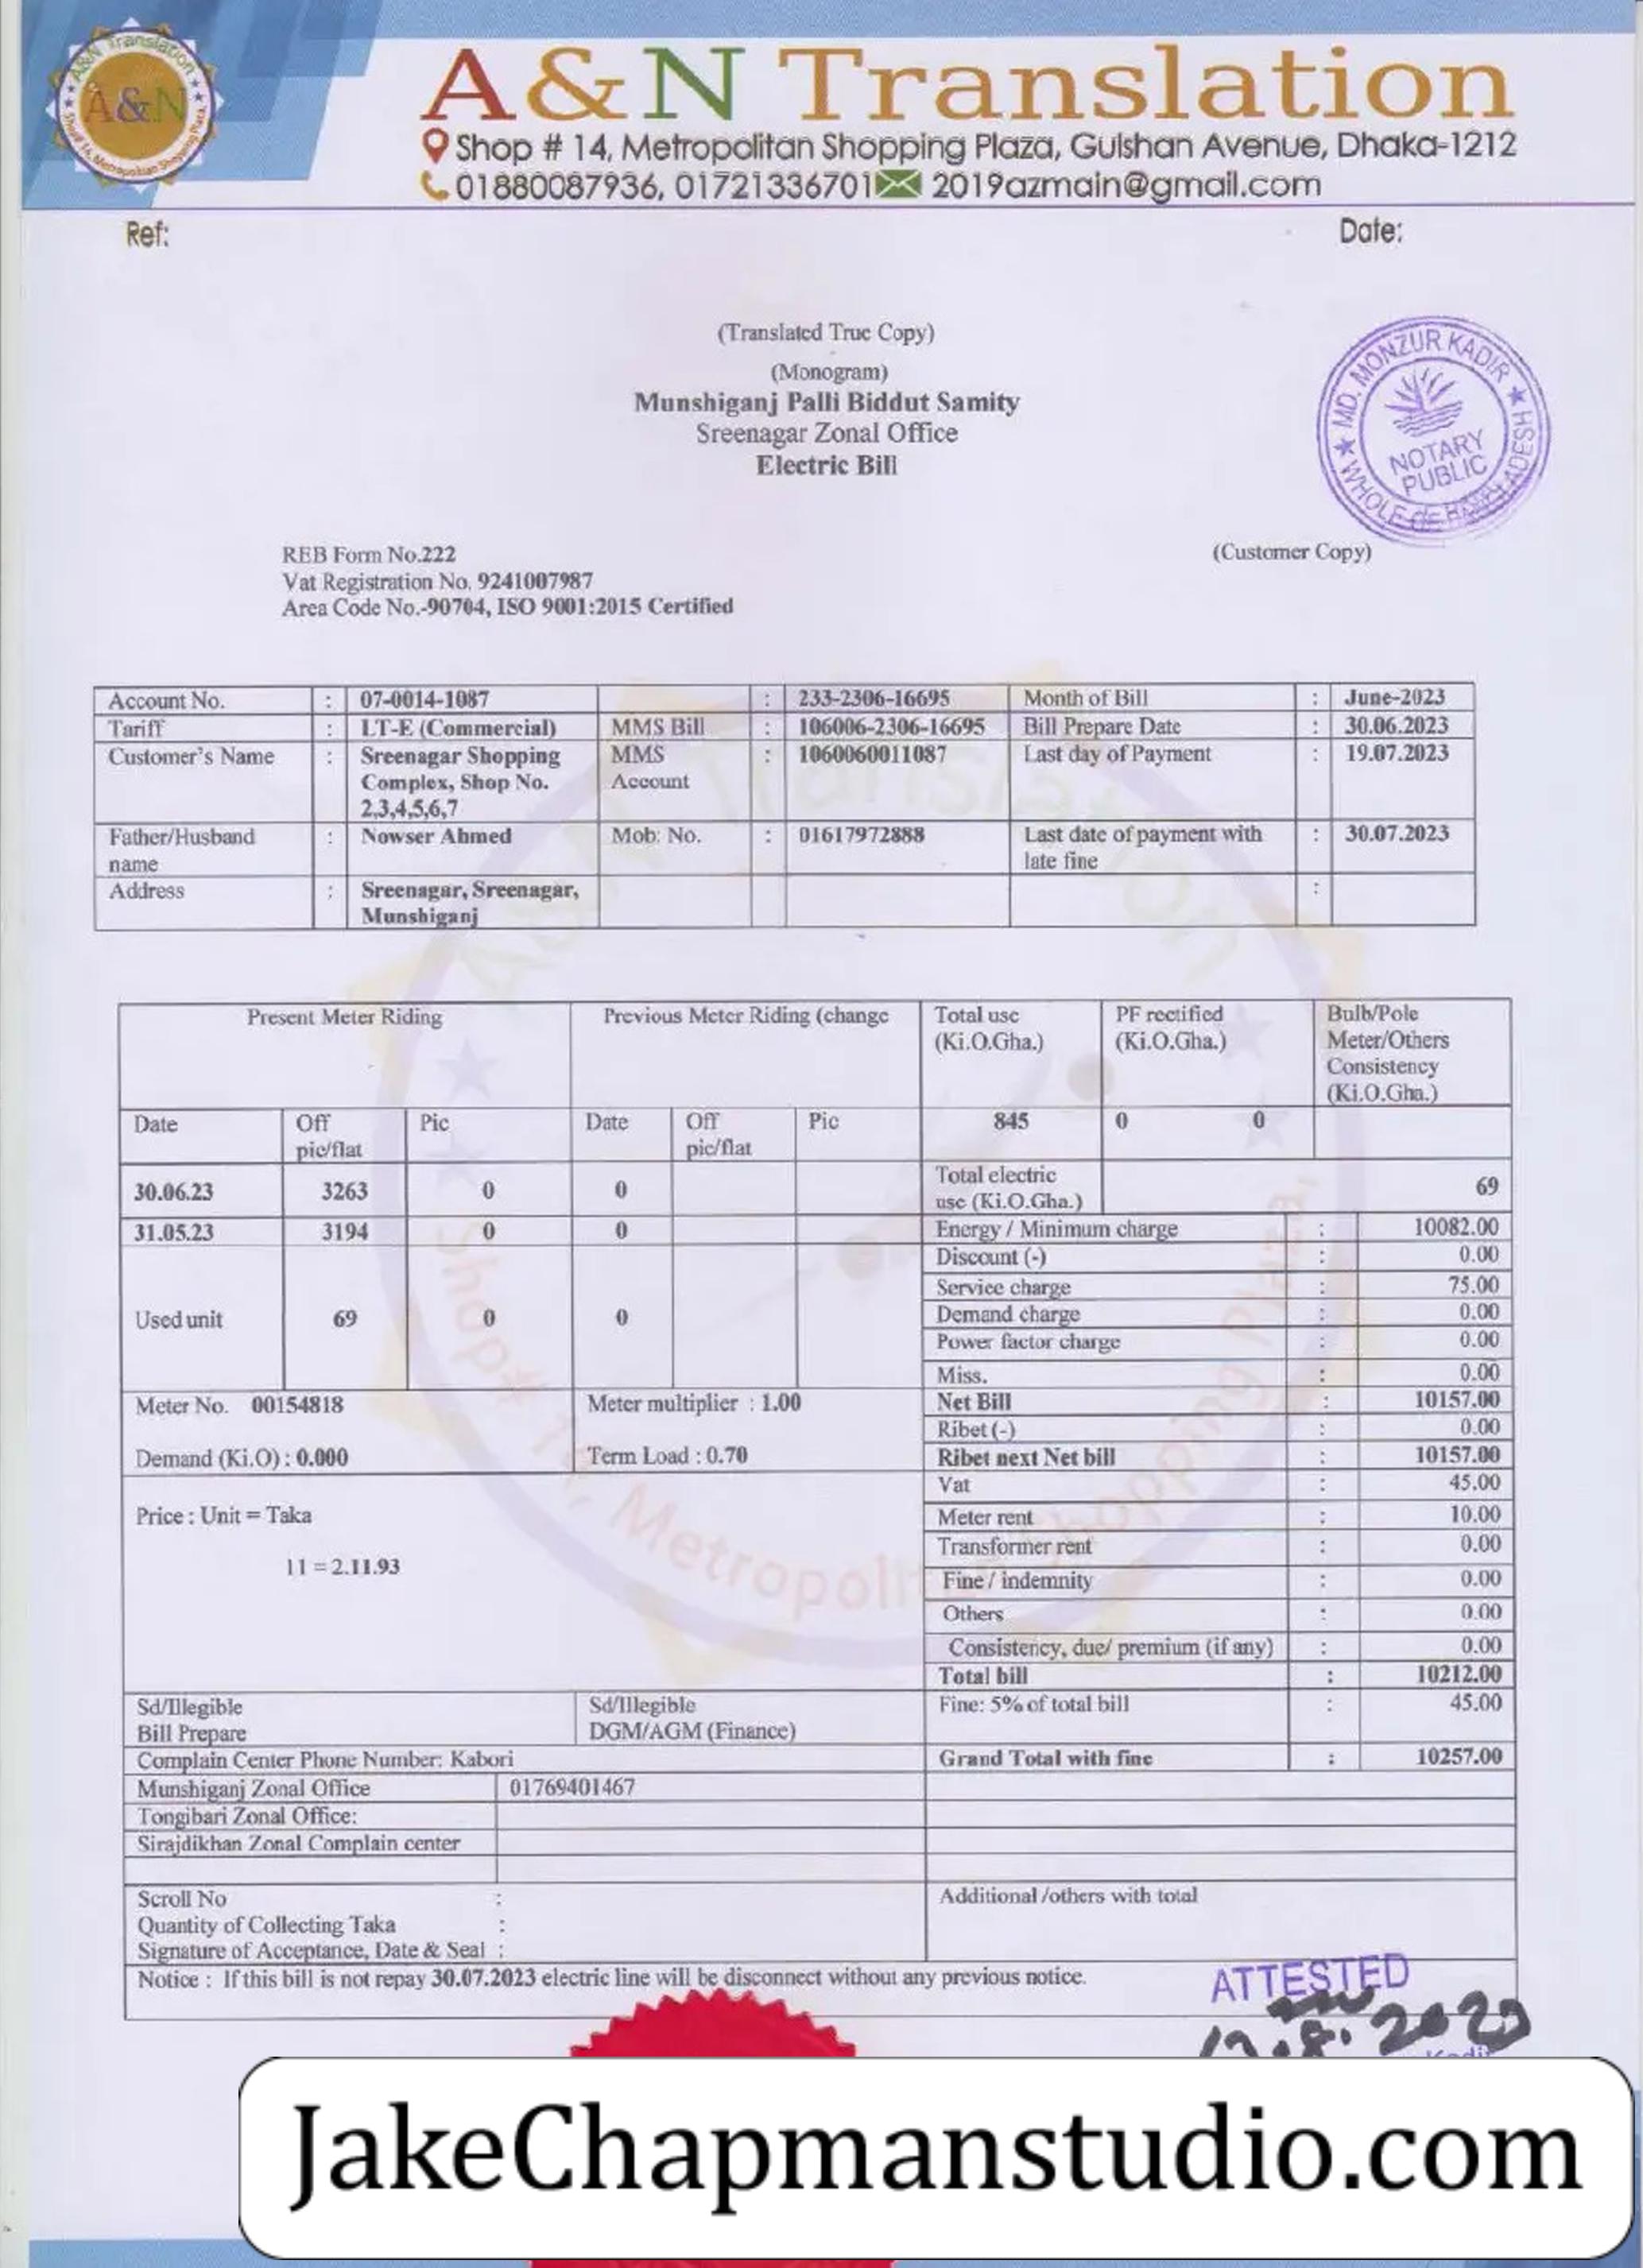 A&N Translation
A&N
Shop # 14, Metropolitan Shopping Plaza, Gulshan Avenue, Dhaka-1212
01880087936, 01721336701 2019azmain@gmail.com
Ref: Date:
(Translated True Copy)
(Monogram)
Munshiganj Palli Biddut Samity
Sreenagar Zonal Office
Electric Bill
MD. MONZUR KADIR
NOTARY
PUBLIC
WHOLE OF BANGLADESH
REB Form No.222 (Customer Copy)
Vat Registration No. 9241007987
Area Code No.-90704, ISO 9001:2015 Certified
Account No. : 07-0014-1087 : 233-2306-16695 Month of Bill : June-2023
Tariff : LT-E (Commercial) MMS Bill : 106006-2306-16695 Bill Prepare Date : 30.06.2023
Customer's Name : Sreenagar Shopping MMS : 1060060011087 Last day of Payment : 19.07.2023
Complex, Shop No. Account
2,3,4,5,6,7
Father/Husband : Nowser Ahmed Mob: No. : 01617972888 Last date of payment with : 30.07.2023
name late fine
Address : Sreenagar, Sreenagar, :
Munshiganj
Present Meter Riding Previous Meter Riding (change Total use PF rectified Bulb/Pole
(Ki.O.Gha.) (Ki.O.Gha.) Meter/Others
Consistency
(Ki.O.Gha.)
Date Off Pic Date Off Pic 845 0 0
pic/flat pic/flat
Total electric
30.06.23 3263 0 0 use (Ki.O.Gha.) 69
31.05.23 3194 0 0 Energy / Minimum charge : 10082.00
Discount (-) : 0.00
Service charge : 75.00
Used unit 69 0 0 Demand charge : 0.00
Power factor charge : 0.00
Miss. : 0.00
Meter No. 00154818 Meter multiplier : 1.00 Net Bill : 10157.00
Ribet (-) : 0.00
Demand (Ki.O) : 0.000 Term Load : 0.70 Ribet next Net bill : 10157.00
Vat : 45.00
Price : Unit = Taka Meter rent : 10.00
Transformer rent : 0.00
11 = 2.11.93 Fine / indemnity : 0.00
Others : 0.00
Consistency, due/ premium (if any) : 0.00
Total bill : 10212.00
Sd/Illegible Sd/Illegible Fine: 5% of total bill : 45.00
Bill Prepare DGM/AGM (Finance)
Complain Center Phone Number: Kabori Grand Total with fine : 10257.00
Munshiganj Zonal Office 01769401467
Tongibari Zonal Office:
Sirajdikhan Zonal Complain center
Scroll No : Additional /others with total
Quantity of Collecting Taka :
Signature of Acceptance, Date & Seal :
Notice : If this bill is not repay 30.07.2023 electric line will be disconnect without any previous notice.
ATTESTED
JakeChapmanstudio.com